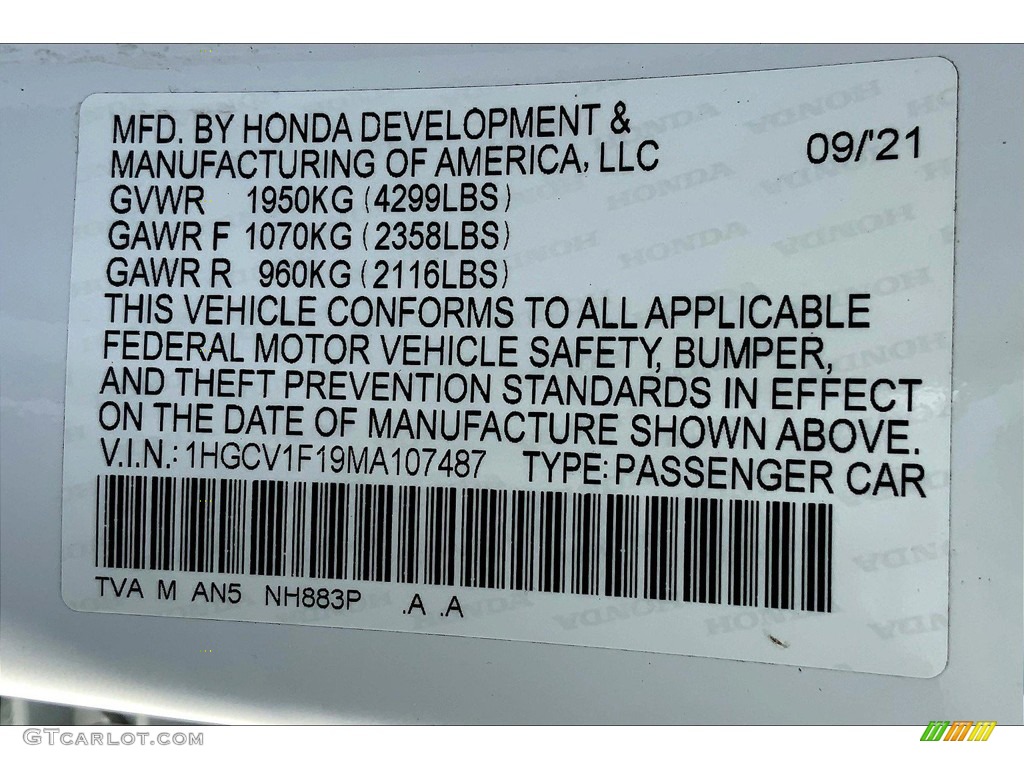 MFD. BY HONDA DEVELOPMENT &
MANUFACTURING OF AMERICA, LLC 09/'21
GVWR 1950KG (4299LBS)
GAWR F 1070KG (2358LBS)
GAWR R 960KG (2116LBS)
THIS VEHICLE CONFORMS TO ALL APPLICABLE
FEDERAL MOTOR VEHICLE SAFETY, BUMPER,
AND THEFT PREVENTION STANDARDS IN EFFECT
ON THE DATE OF MANUFACTURE SHOWN ABOVE.
V.I.N.: 1HGCV1F19MA107487 TYPE: PASSENGER CAR
TVA M AN5 NH883P .A .A
GTCARLOT.COM